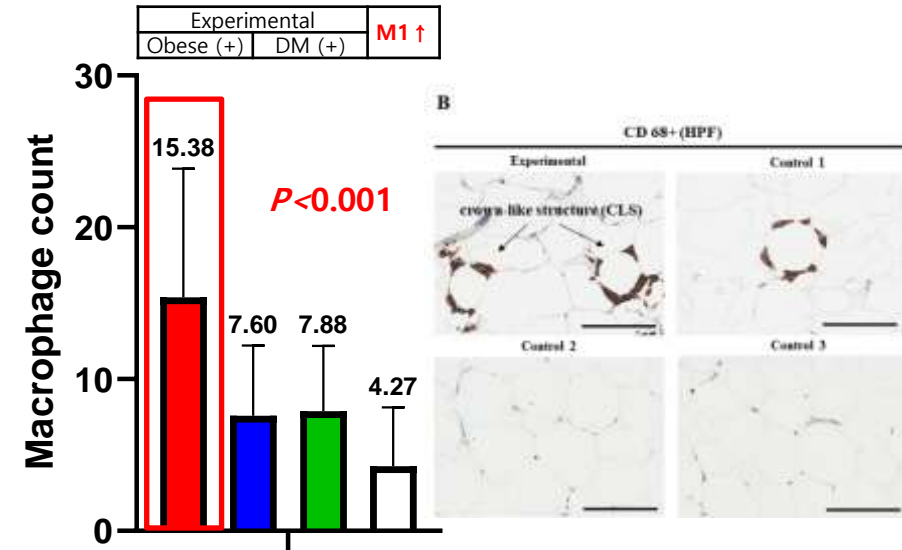 Experimental
Obese (+) DM (+)
M1 ↑
30
20
10
0
Macrophage count
15.38
7.60
7.88
4.27
P<0.001
B
CD 68+ (HPF)
Experimental
Control 1
crown-like structure (CLS)
Control 2
Control 3